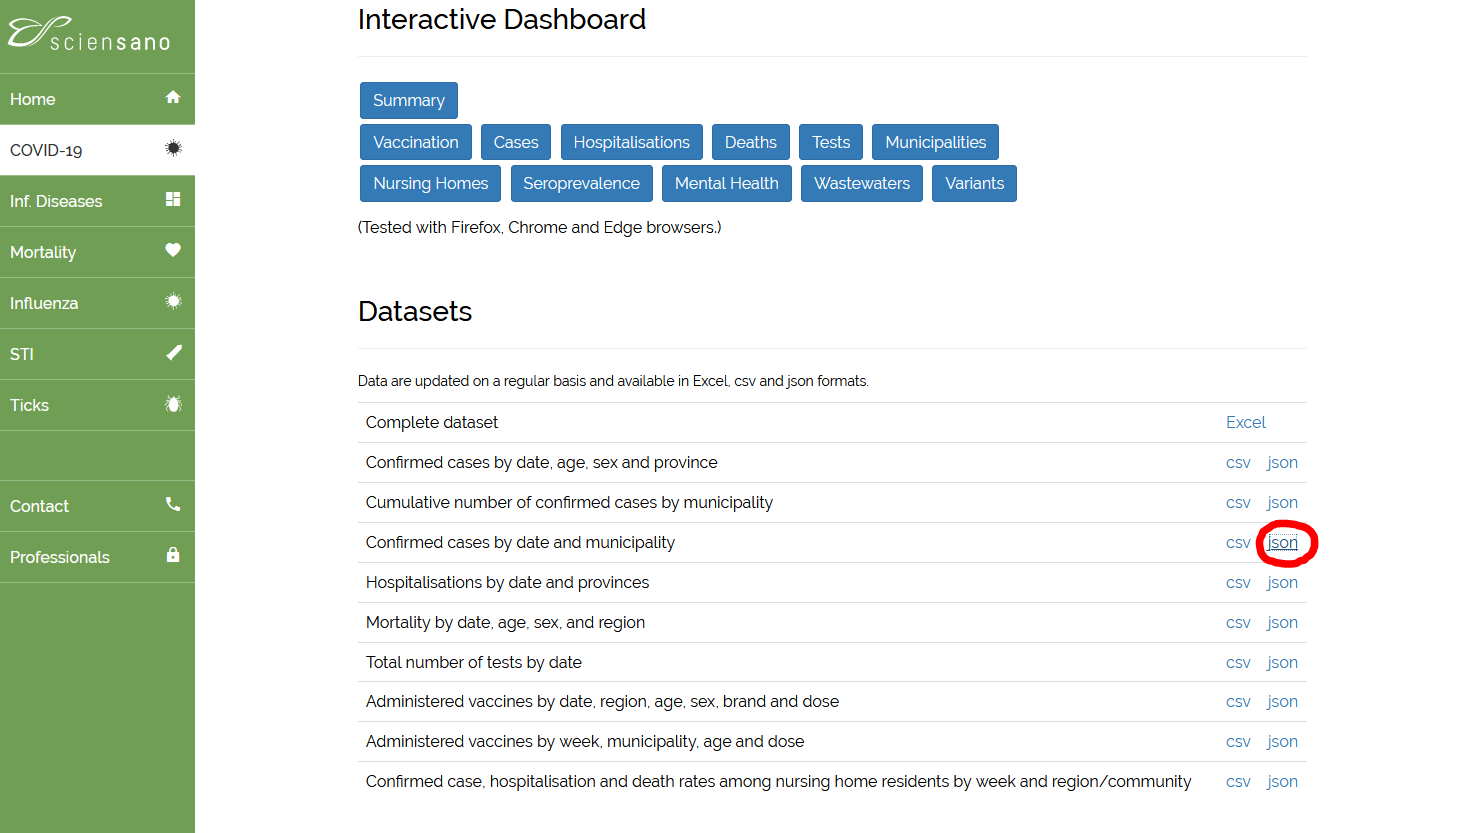 sciensano
Home
COVID-19
Inf. Diseases
Mortality
Influenza
STI
Ticks
Contact
Professionals
Interactive Dashboard
Summary
Vaccination Cases Hospitalisations Deaths Tests Municipalities
Nursing Homes Seroprevalence Mental Health Wastewaters Variants
(Tested with Firefox, Chrome and Edge browsers.)
Datasets
Data are updated on a regular basis and available in Excel, csv and json formats.
Complete dataset Excel
Confirmed cases by date, age, sex and province csv json
Cumulative number of confirmed cases by municipality csv json
Confirmed cases by date and municipality csv json
Hospitalisations by date and provinces csv json
Mortality by date, age, sex, and region csv json
Total number of tests by date csv json
Administered vaccines by date, region, age, sex, brand and dose csv json
Administered vaccines by week, municipality, age and dose csv json
Confirmed case, hospitalisation and death rates among nursing home residents by week and region/community csv json